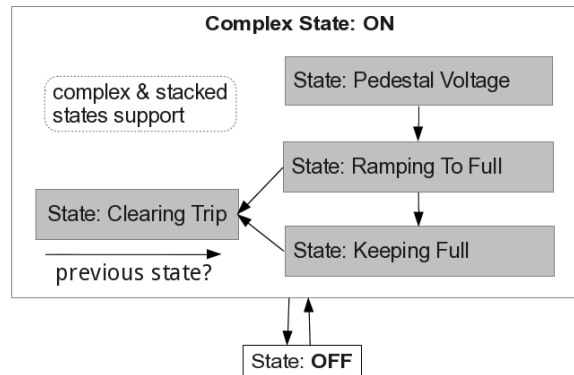 Complex State: ON
State: Pedestal Voltage
complex & stacked
states support
State: Ramping To Full
State: Clearing Trip
State: Keeping Full
previous state?
State: OFF